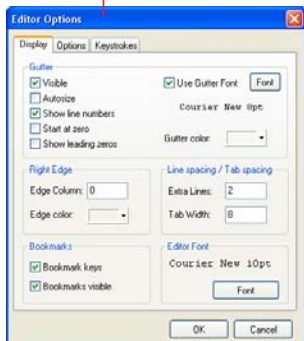 Editor Options
Display Options Keystrokes
Gutter
Visible
Autosize
Show line numbers
Start at zero
Show leading zeros
Use Gutter Font Font
Courier New 8pt
Gutter color:
Right Edge
Edge Column: 0
Edge color:
Line spacing / Tab spacing
Extra Lines: 2
Tab Width: 8
Bookmarks
Bookmark keys
Bookmarks visible
Editor Font
Courier New 10pt
Font
OK Cancel